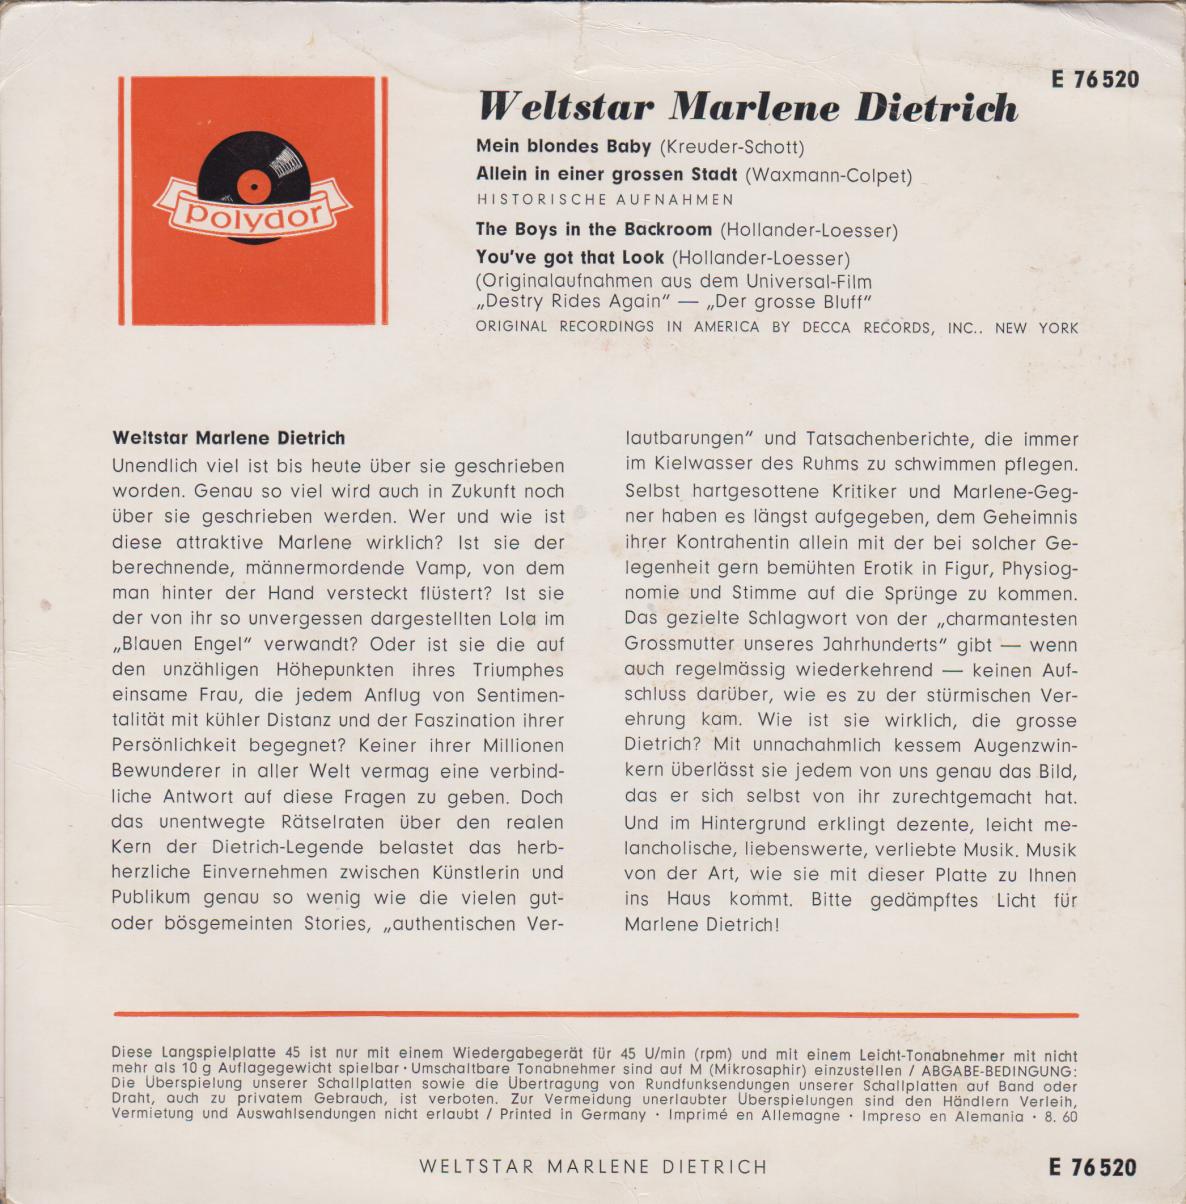 E 76 520
polydor
Weltstar Marlene Dietrich
Mein blondes Baby (Kreuder-Schott)
Allein in einer grossen Stadt (Waxmann-Colpet)
HISTORISCHE AUFNAHMEN
The Boys in the Backroom (Hollander-Loesser)
You've got that Look (Hollander-Loesser)
(Originalaufnahmen aus dem Universal-Film
„Destry Rides Again" — „Der grosse Bluff"
ORIGINAL RECORDINGS IN AMERICA BY DECCA RECORDS, INC.. NEW YORK
Weltstar Marlene Dietrich
Unendlich viel ist bis heute über sie geschrieben
worden. Genau so viel wird auch in Zukunft noch
über sie geschrieben werden. Wer und wie ist
diese attraktive Marlene wirklich? Ist sie der
berechnende, männermordende Vamp, von dem
man hinter der Hand versteckt flüstert? Ist sie
der von ihr so unvergessen dargestellten Lola im
„Blauen Engel" verwandt? Oder ist sie die auf
den unzähligen Höhepunkten ihres Triumphes
einsame Frau, die jedem Anflug von Sentimen-
talität mit kühler Distanz und der Faszination ihrer
Persönlichkeit begegnet? Keiner ihrer Millionen
Bewunderer in aller Welt vermag eine verbind-
liche Antwort auf diese Fragen zu geben. Doch
das unentwegte Rätselraten über den realen
Kern der Dietrich-Legende belastet das herb-
herzliche Einvernehmen zwischen Künstlerin und
Publikum genau so wenig wie die vielen gut-
oder bösgemeinten Stories, „authentischen Ver-
lautbarungen" und Tatsachenberichte, die immer
im Kielwasser des Ruhms zu schwimmen pflegen.
Selbst hartgesottene Kritiker und Marlene-Geg-
ner haben es längst aufgegeben, dem Geheimnis
ihrer Kontrahentin allein mit der bei solcher Ge-
legenheit gern bemühten Erotik in Figur, Physiog-
nomie und Stimme auf die Sprünge zu kommen.
Das gezielte Schlagwort von der „charmantesten
Grossmutter unseres Jahrhunderts" gibt — wenn
auch regelmässig wiederkehrend — keinen Auf-
schluss darüber, wie es zu der stürmischen Ver-
ehrung kam. Wie ist sie wirklich, die grosse
Dietrich? Mit unnachahmlich kessem Augenzwin-
kern überlässt sie jedem von uns genau das Bild,
das er sich selbst von ihr zurechtgemacht hat.
Und im Hintergrund erklingt dezente, leicht me-
lancholische, liebenswerte, verliebte Musik. Musik
von der Art, wie sie mit dieser Platte zu Ihnen
ins Haus kommt. Bitte gedämpftes Licht für
Marlene Dietrich!
Diese Langspielplatte 45 ist nur mit einem Wiedergabegerät für 45 U/min (rpm) und mit einem Leicht-Tonabnehmer mit nicht
mehr als 10 g Auflagegewicht spielbar · Umschaltbare Tonabnehmer sind auf M (Mikrosaphir) einzustellen / ABGABE-BEDINGUNG:
Die Überspielung unserer Schallplatten sowie die Übertragung von Rundfunksendungen unserer Schallplatten auf Band oder
Draht, auch zu privatem Gebrauch, ist verboten. Zur Vermeidung unerlaubter Überspielungen sind den Händlern Verleih,
Vermietung und Auswahlsendungen nicht erlaubt / Printed in Germany · Imprimé en Allemagne · Impreso en Alemania · 8. 60
WELTSTAR MARLENE DIETRICH
E 76 520